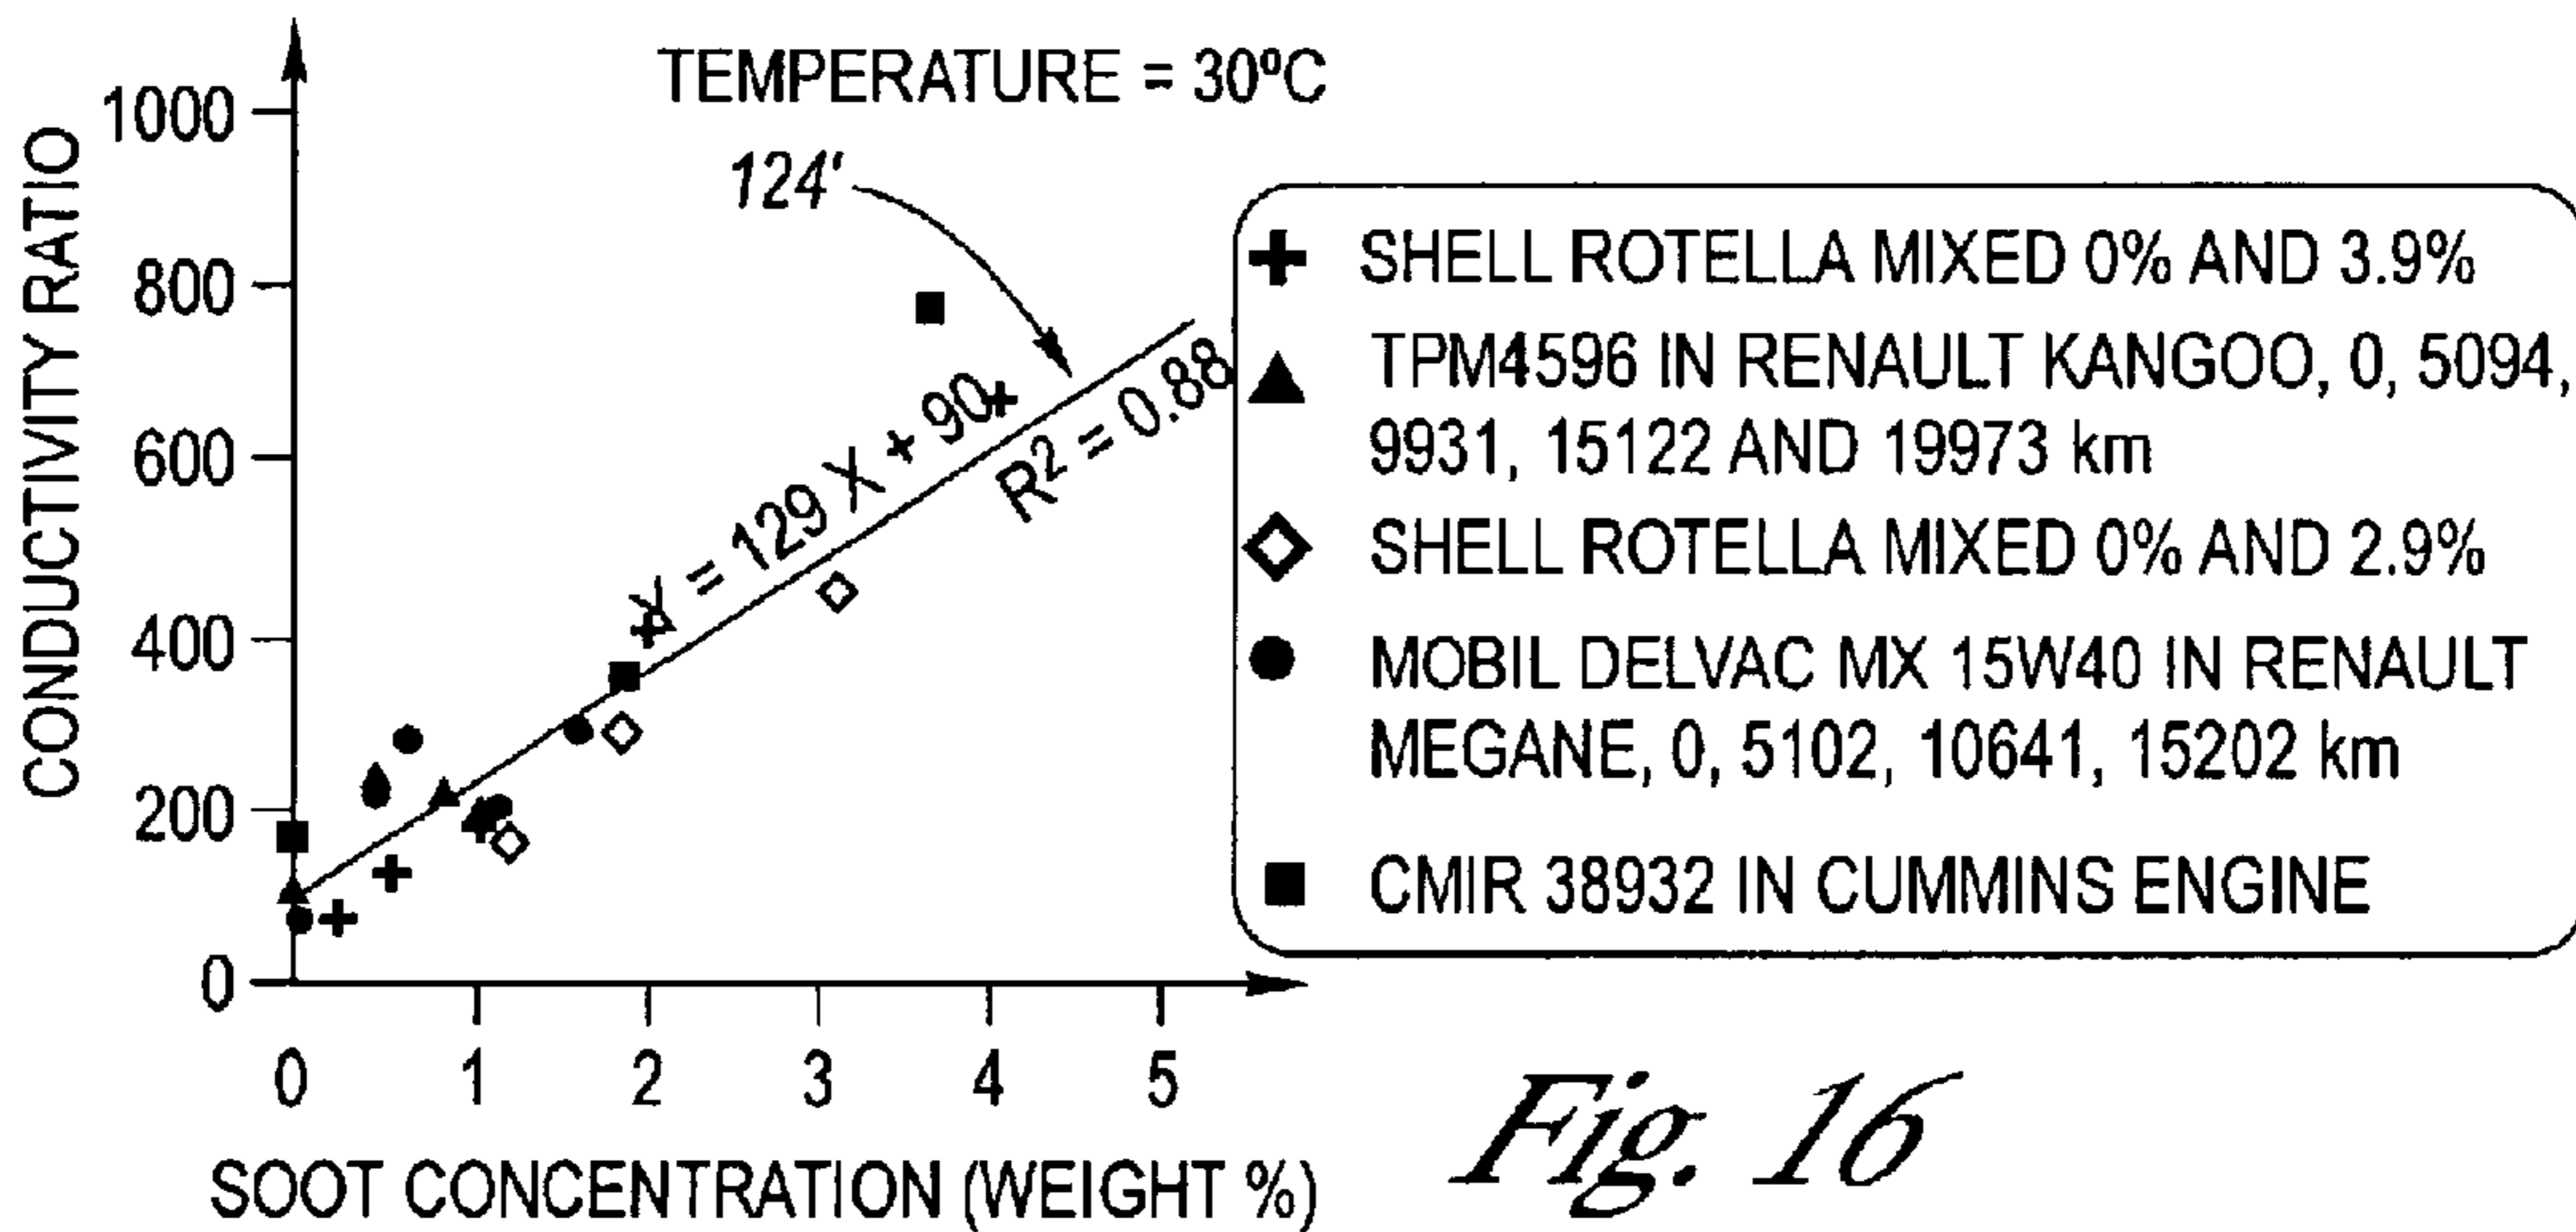 TEMPERATURE = 30ºC
124'
CONDUCTIVITY RATIO
1000
800
600
400
200
0
Y = 129 X + 90
R² = 0.88
0 1 2 3 4 5
SOOT CONCENTRATION (WEIGHT %)
SHELL ROTELLA MIXED 0% AND 3.9%
TPM4596 IN RENAULT KANGOO, 0, 5094,
9931, 15122 AND 19973 km
SHELL ROTELLA MIXED 0% AND 2.9%
MOBIL DELVAC MX 15W40 IN RENAULT
MEGANE, 0, 5102, 10641, 15202 km
CMIR 38932 IN CUMMINS ENGINE
Fig. 16